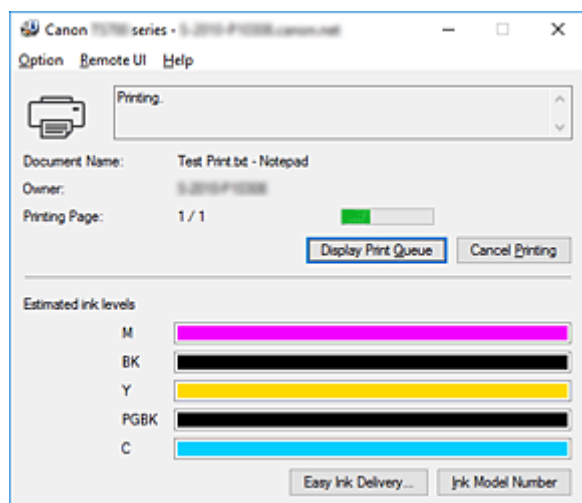 Canon series -
Option Remote UI Help
Printing.
Document Name: Test Print.txt - Notepad
Owner:
Printing Page: 1 / 1
Display Print Queue Cancel Printing
Estimated ink levels
M
BK
Y
PGBK
C
Easy Ink Delivery... Ink Model Number